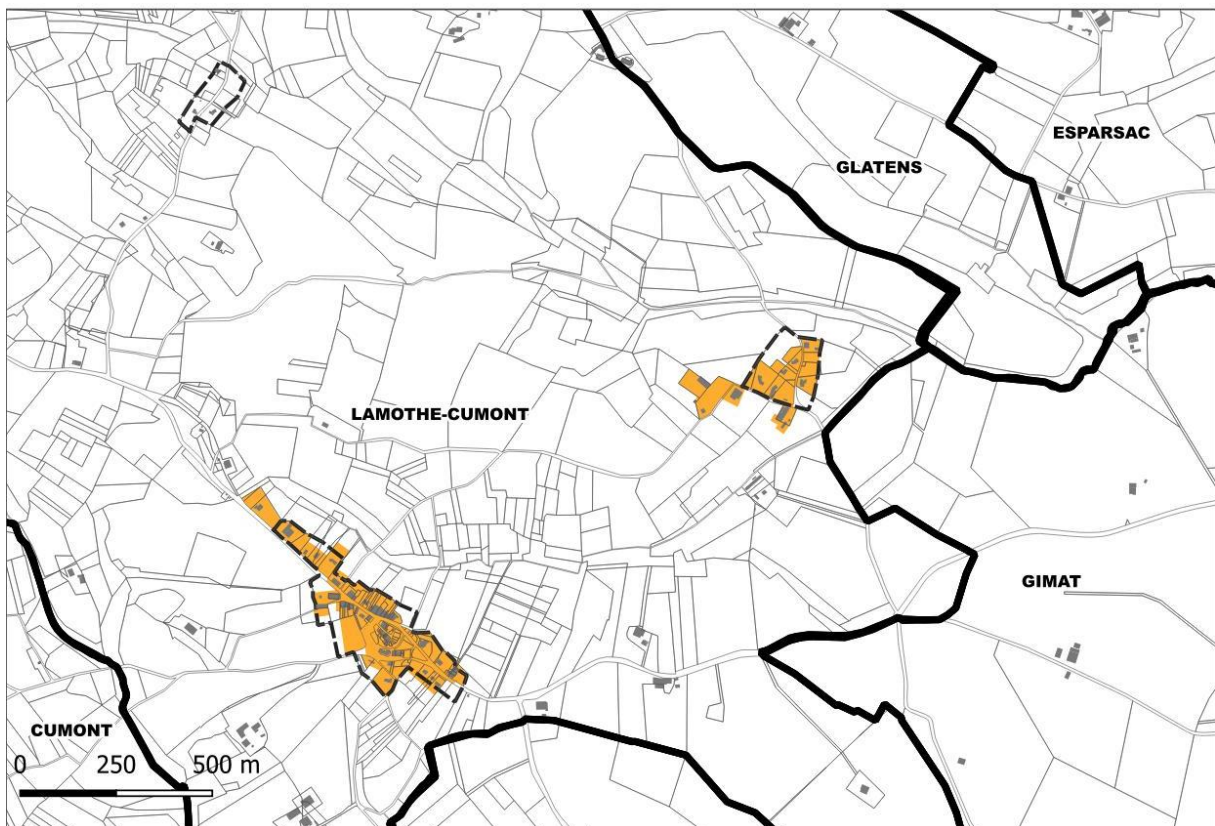 ESPARSAC
GLATENS
LAMOTHE-CUMONT
GIMAT
CUMONT
0 250 500 m